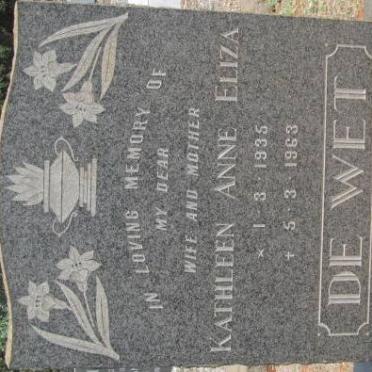 IN LOVING MEMORY OF
MY DEAR
WIFE AND MOTHER
KATHLEEN ANNE ELIZA
× 1·3·1935
+ 5·3·1963
DE WET